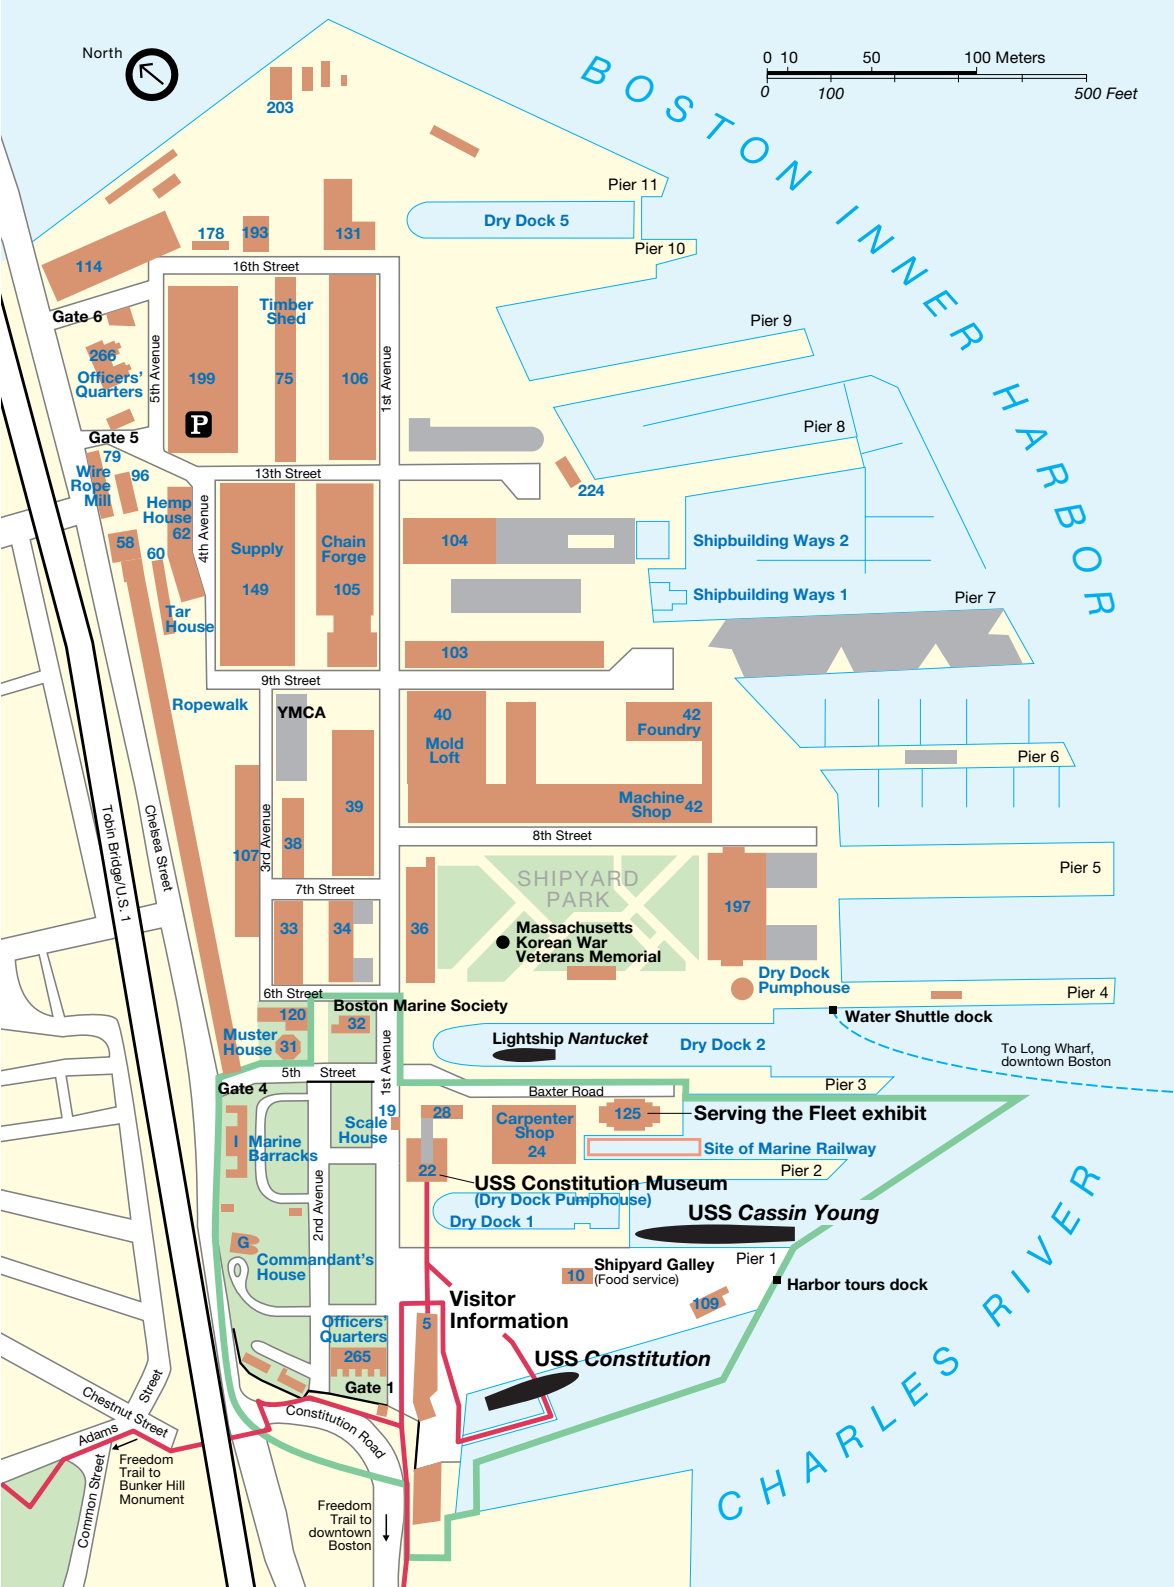 North
0 10 50 100 Meters
0 100 500 Feet
BOSTON INNER HARBOR
203
Pier 11
Dry Dock 5
Pier 10
178
193
131
114
16th Street
Gate 6
Timber
Shed
Pier 9
266
Officers'
Quarters
5th Avenue
199
75
106
1st Avenue
P
Pier 8
Gate 5
79
Wire
Rope
Mill
96
13th Street
224
Hemp
House
62
4th Avenue
58
60
Supply
149
Chain
Forge
105
104
Shipbuilding Ways 2
Shipbuilding Ways 1
Pier 7
Tar
House
103
9th Street
Ropewalk
YMCA
40
Mold
Loft
42
Foundry
Pier 6
39
Machine
Shop
42
Tobin Bridge/U.S. 1
Chelsea Street
3rd Avenue
38
107
8th Street
7th Street
SHIPYARD
PARK
Pier 5
33
34
36
197
Massachusetts
Korean War
Veterans Memorial
Dry Dock
Pumphouse
6th Street
Pier 4
Boston Marine Society
120
32
Water Shuttle dock
Muster
House
31
Lightship Nantucket
Dry Dock 2
To Long Wharf,
downtown Boston
5th Street
1st Avenue
Gate 4
Pier 3
Baxter Road
19
Scale
House
28
Carpenter
Shop
24
125
Serving the Fleet exhibit
I
Marine
Barracks
Site of Marine Railway
22
Pier 2
USS Constitution Museum
(Dry Dock Pumphouse)
Dry Dock 1
USS Cassin Young
2nd Avenue
G
Commandant's
House
Pier 1
Shipyard Galley
(Food service)
10
Harbor tours dock
109
Visitor
Information
5
Officers'
Quarters
265
USS Constitution
Gate 1
CHARLES RIVER
Chestnut Street
Adams Street
Constitution Road
Common Street
Freedom
Trail to
Bunker Hill
Monument
Freedom
Trail to
downtown
Boston